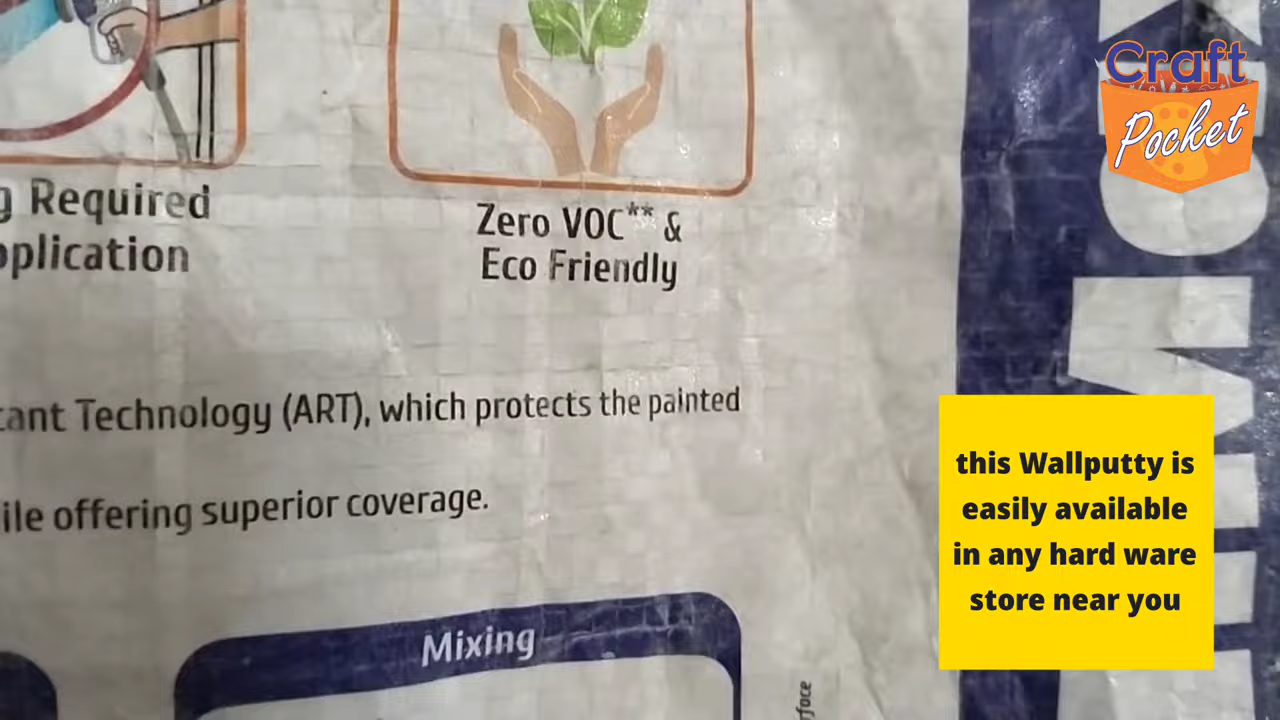 Craft
Pocket
g Required
pplication
Zero VOC** &
Eco Friendly
tant Technology (ART), which protects the painted
ile offering superior coverage.
this Wallputty is
easily available
in any hard ware
store near you
Mixing
rface